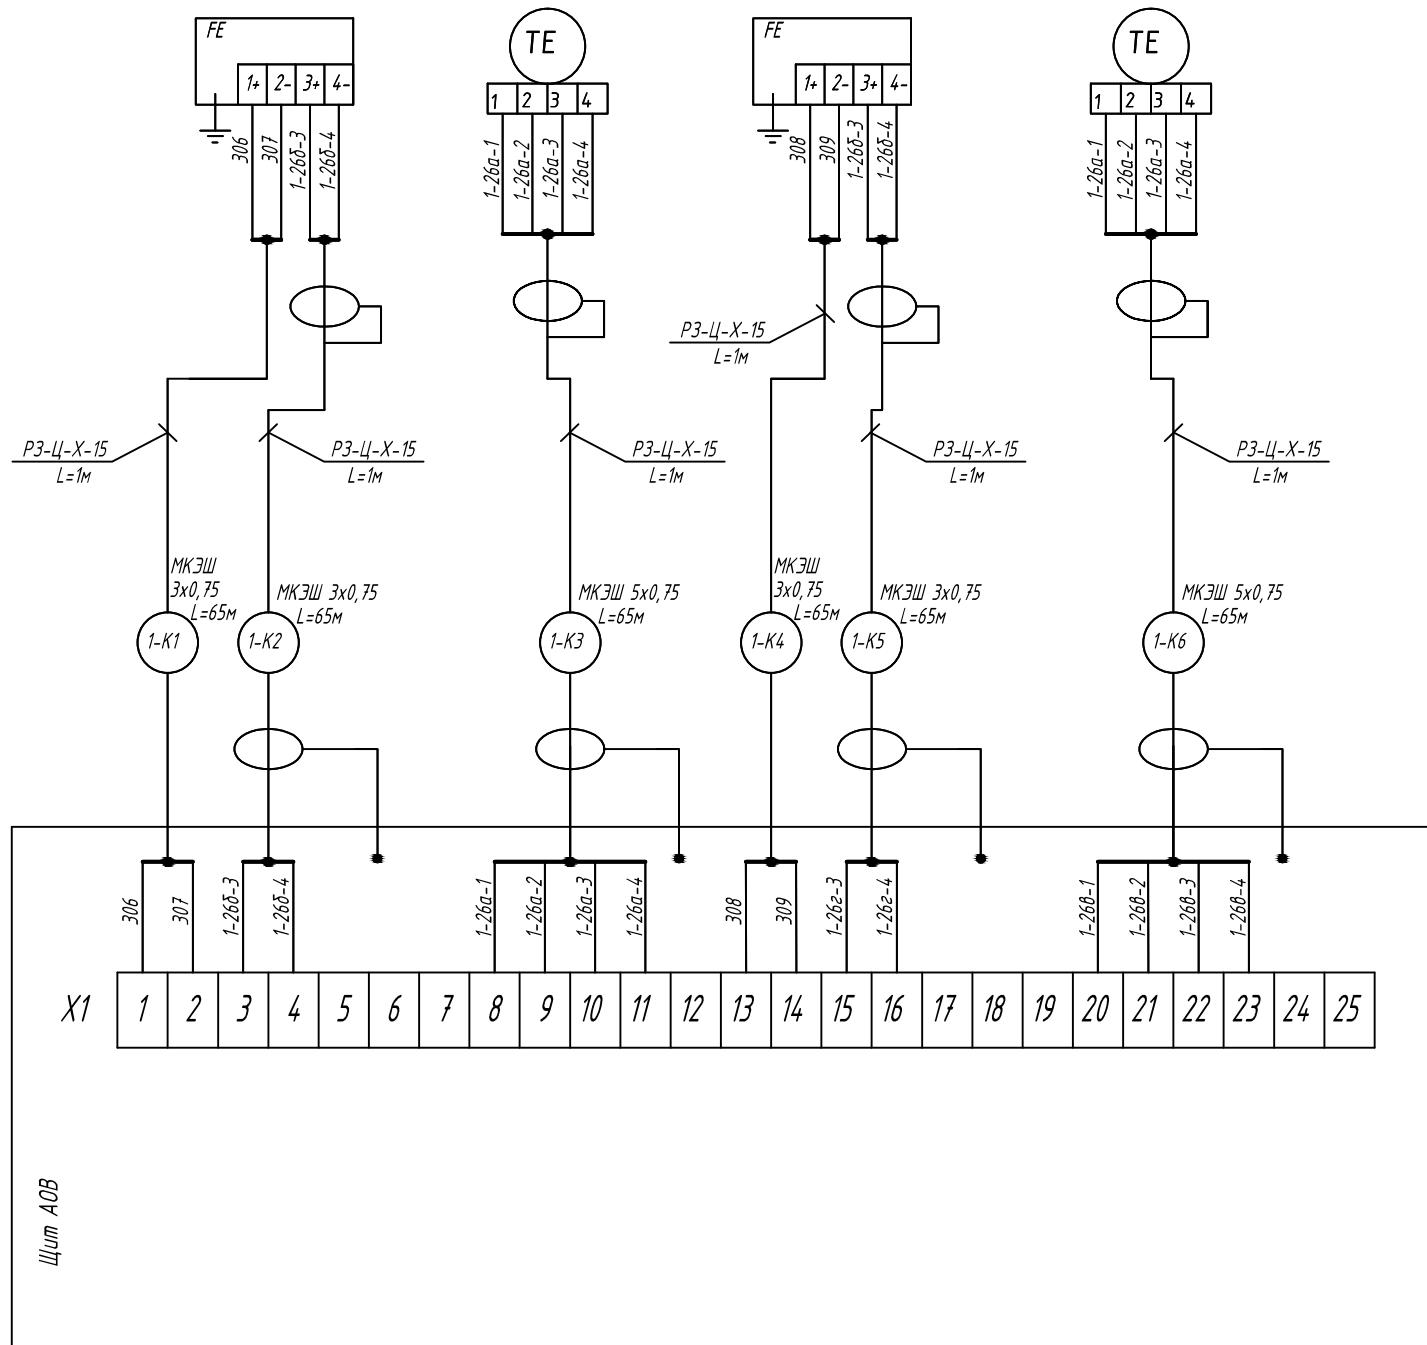 FE
TE
FE
TE
1+ 2- 3+ 4-
1 2 3 4
1+ 2- 3+ 4-
1 2 3 4
306
307
1-26б-3
1-26б-4
1-26а-1
1-26а-2
1-26а-3
1-26а-4
308
309
1-26б-3
1-26б-4
1-26а-1
1-26а-2
1-26а-3
1-26а-4
РЗ-Ц-Х-15
L=1м
РЗ-Ц-Х-15
L=1м
РЗ-Ц-Х-15
L=1м
РЗ-Ц-Х-15
L=1м
РЗ-Ц-Х-15
L=1м
РЗ-Ц-Х-15
L=1м
МКЭШ
3х0,75
L=65м
МКЭШ 3х0,75
L=65м
МКЭШ 5х0,75
L=65м
МКЭШ
3х0,75
L=65м
МКЭШ 3х0,75
L=65м
МКЭШ 5х0,75
L=65м
1-К1
1-К2
1-К3
1-К4
1-К5
1-К6
306
307
1-26б-3
1-26б-4
1-26а-1
1-26а-2
1-26а-3
1-26а-4
308
309
1-26г-3
1-26г-4
1-26в-1
1-26в-2
1-26в-3
1-26в-4
Х1 1 2 3 4 5 6 7 8 9 10 11 12 13 14 15 16 17 18 19 20 21 22 23 24 25
Щит АОВ